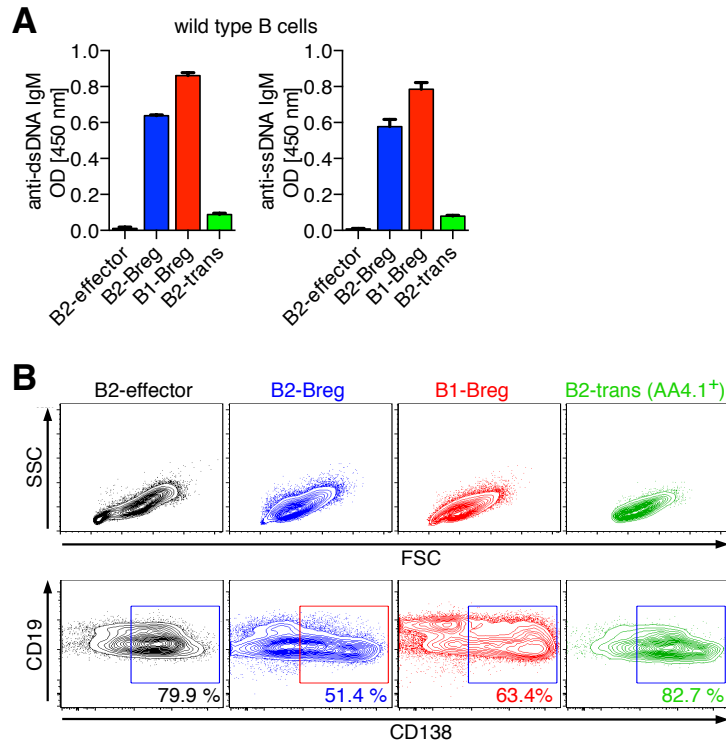 A
wild type B cells
anti-dsDNA IgM
OD [450 nm]
1.0
0.8
0.6
0.4
0.2
0.0
B2-effector
B2-Breg
B1-Breg
B2-trans
anti-ssDNA IgM
OD [450 nm]
1.0
0.8
0.6
0.4
0.2
0.0
B2-effector
B2-Breg
B1-Breg
B2-trans
B
B2-effector
B2-Breg
B1-Breg
B2-trans (AA4.1+)
SSC
FSC
CD19
79.9 %
51.4 %
63.4%
82.7 %
CD138